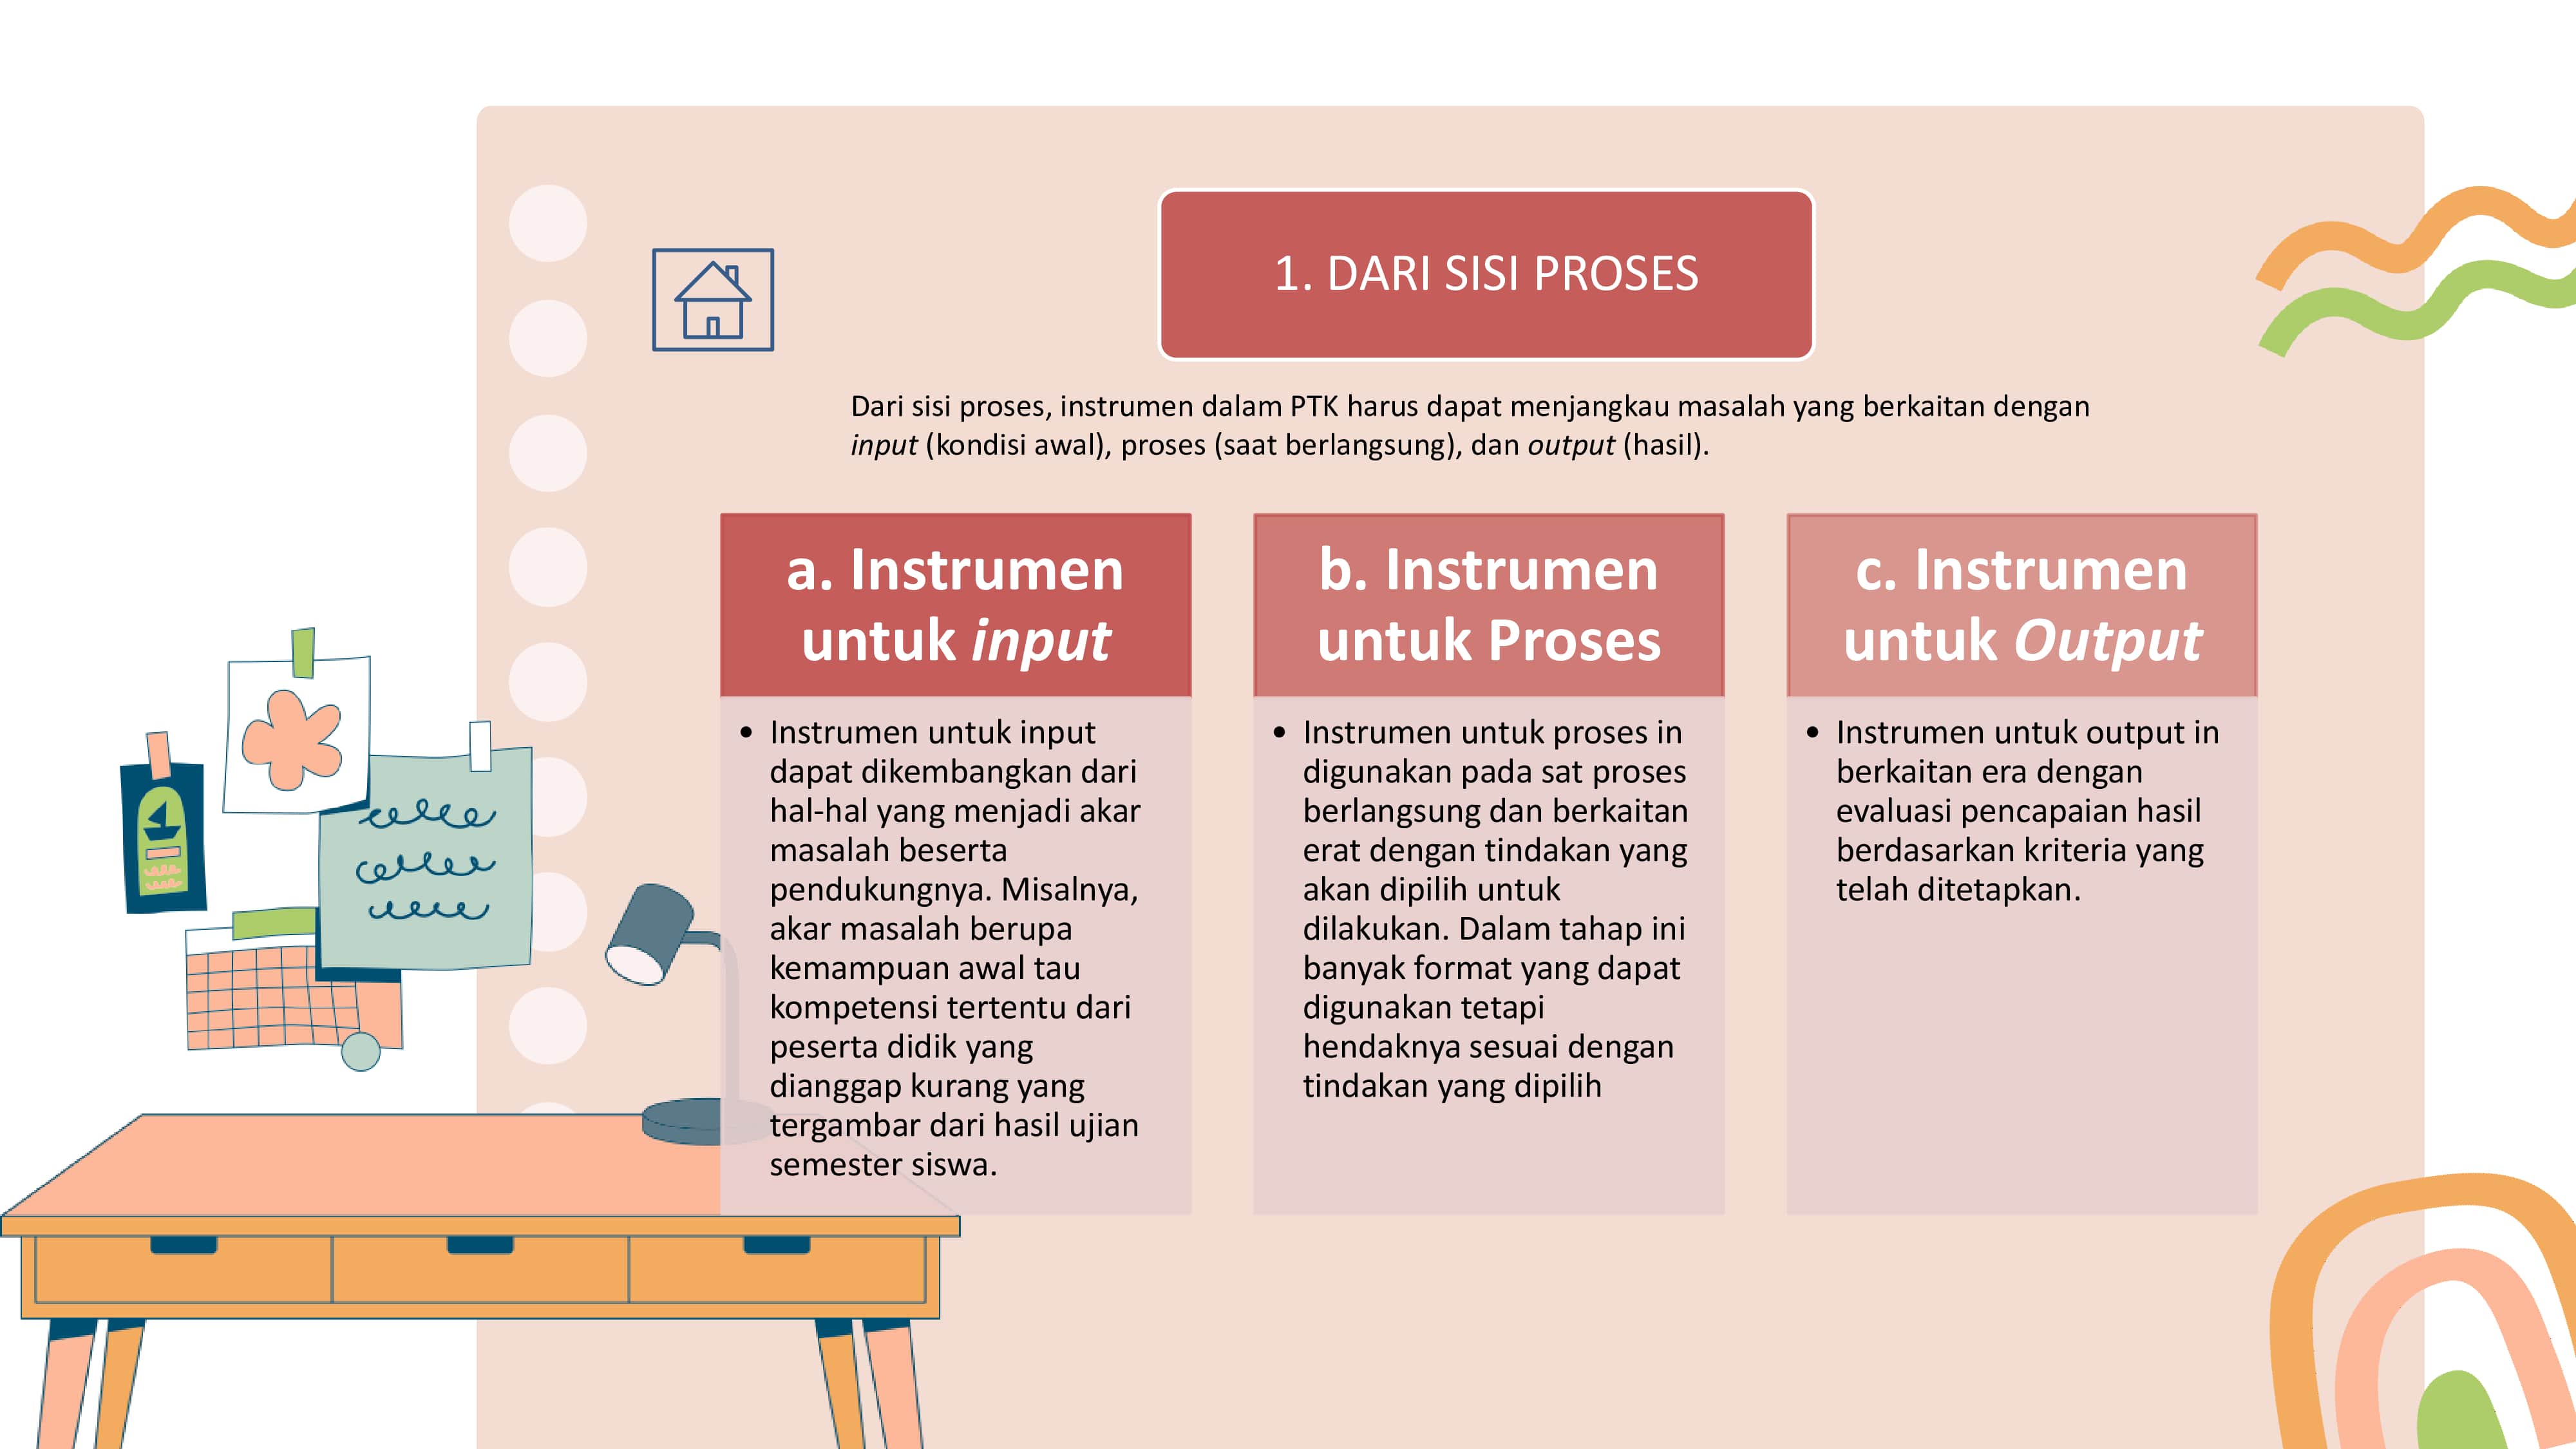 1. DARI SISI PROSES
Dari sisi proses, instrumen dalam PTK harus dapat menjangkau masalah yang berkaitan dengan
input (kondisi awal), proses (saat berlangsung), dan output (hasil).
a. Instrumen
untuk input
• Instrumen untuk input
dapat dikembangkan dari
hal-hal yang menjadi akar
masalah beserta
pendukungnya. Misalnya,
akar masalah berupa
kemampuan awal tau
kompetensi tertentu dari
peserta didik yang
dianggap kurang yang
tergambar dari hasil ujian
semester siswa.
b. Instrumen
untuk Proses
• Instrumen untuk proses in
digunakan pada sat proses
berlangsung dan berkaitan
erat dengan tindakan yang
akan dipilih untuk
dilakukan. Dalam tahap ini
banyak format yang dapat
digunakan tetapi
hendaknya sesuai dengan
tindakan yang dipilih
c. Instrumen
untuk Output
• Instrumen untuk output in
berkaitan era dengan
evaluasi pencapaian hasil
berdasarkan kriteria yang
telah ditetapkan.